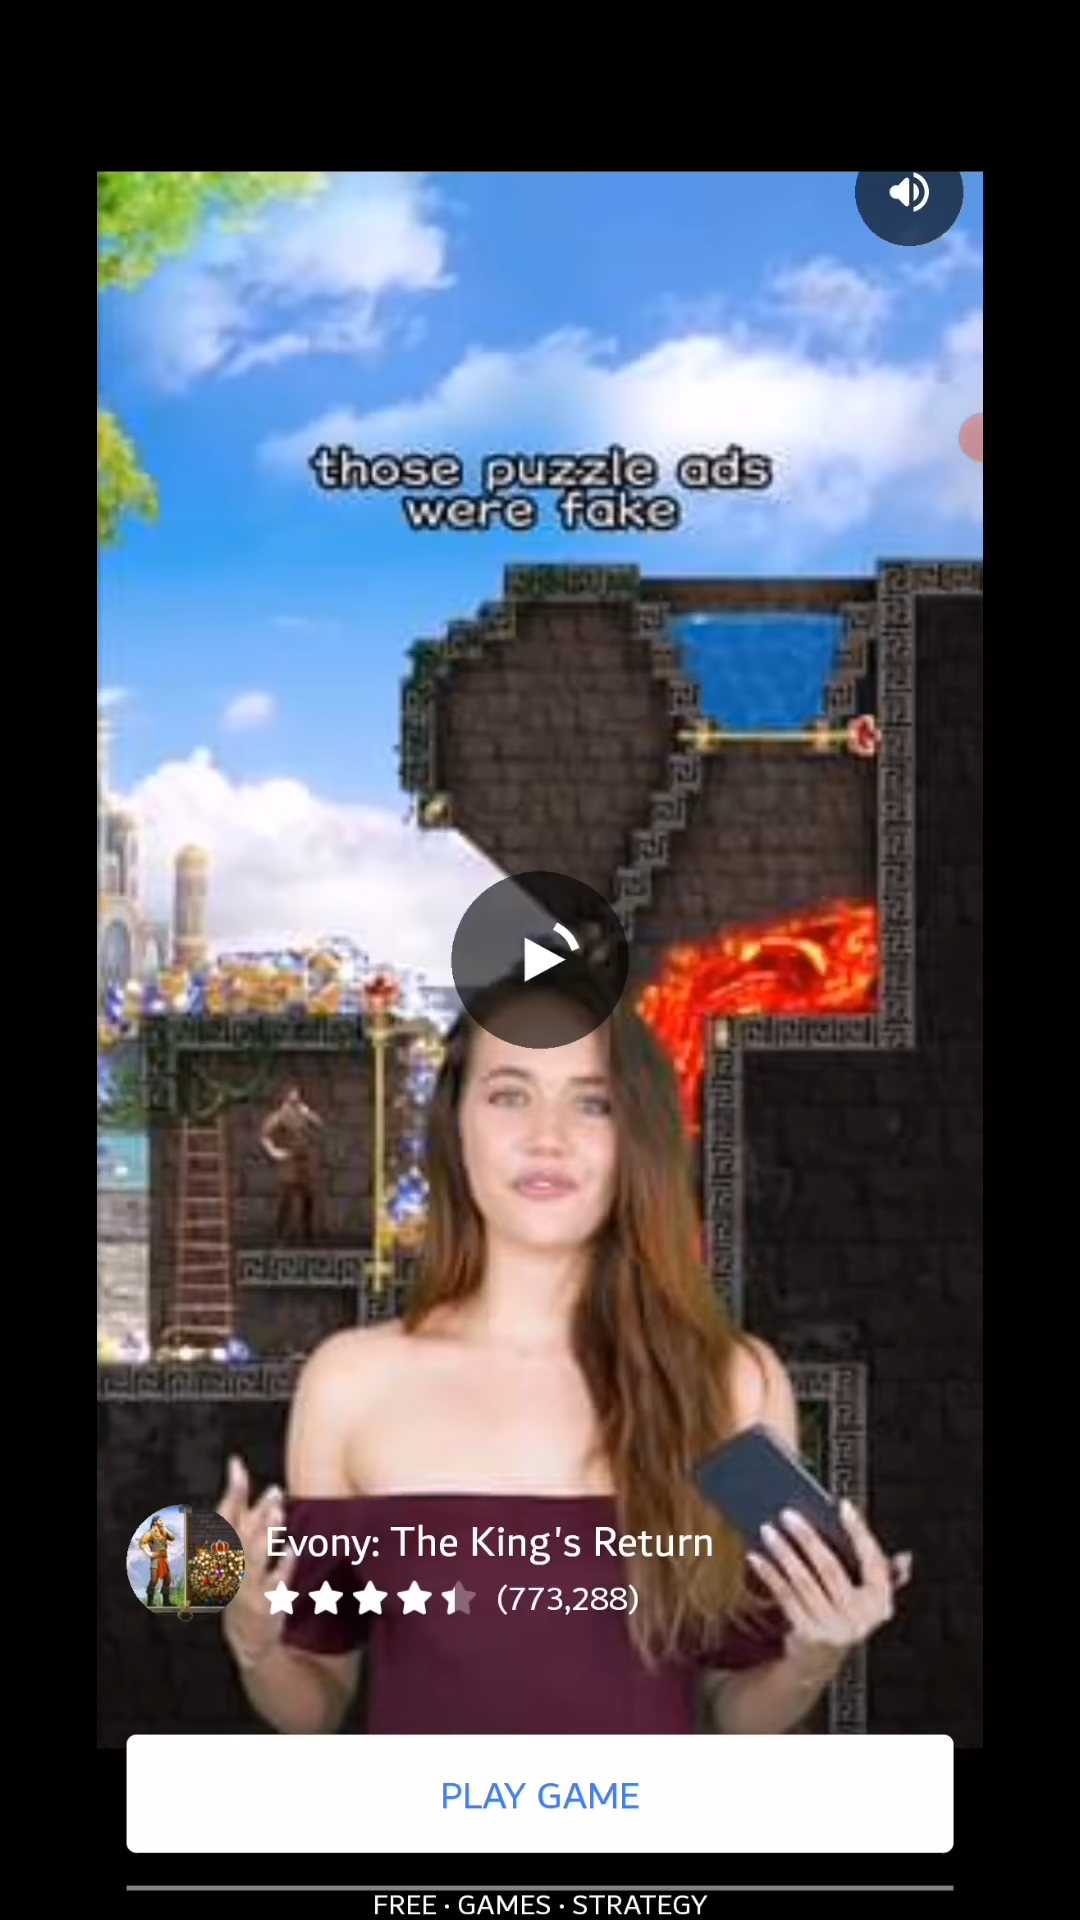 those puzzle ads
were fake
Evony: The King's Return
(773,288)
PLAY GAME
FREE · GAMES · STRATEGY